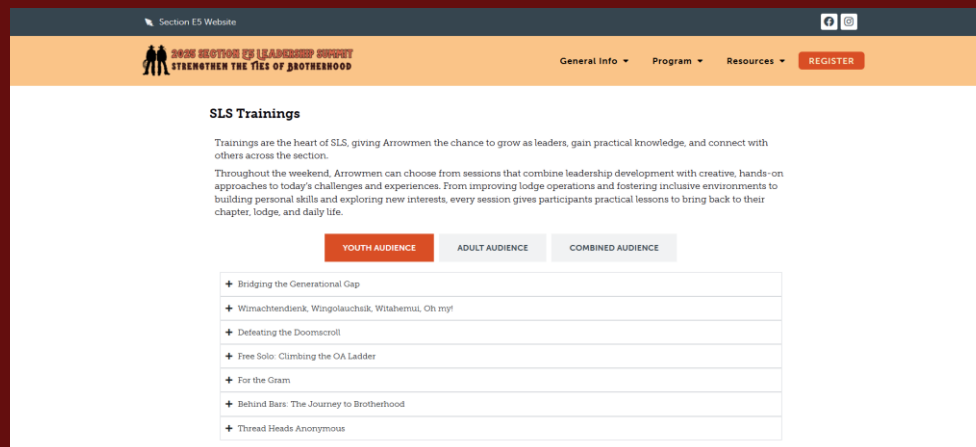 Section E5 Website
2025 SECTION E5 LEADERSHIP SUMMIT
STRENGTHEN THE TIES OF BROTHERHOOD
General Info
Program
Resources
REGISTER
SLS Trainings
Trainings are the heart of SLS, giving Arrowmen the chance to grow as leaders, gain practical knowledge, and connect with
others across the section.
Throughout the weekend, Arrowmen can choose from sessions that combine leadership development with creative, hands-on
approaches to today's challenges and experiences. From improving lodge operations and fostering inclusive environments to
building personal skills and exploring new interests, every session gives participants practical lessons to bring back to their
chapter, lodge, and daily life.
YOUTH AUDIENCE
ADULT AUDIENCE
COMBINED AUDIENCE
+ Bridging the Generational Gap
+ Wimachtendienk, Wingolauchsik, Witahemui, Oh my!
+ Defeating the Doomscroll
+ Free Solo: Climbing the OA Ladder
+ For the Gram
+ Behind Bars: The Journey to Brotherhood
+ Thread Heads Anonymous